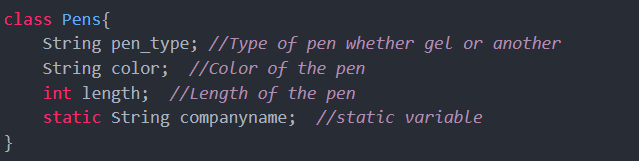 class Pens{
    String pen_type; //Type of pen whether gel or another
    String color;  //Color of the pen
    int length;  //Length of the pen
    static String companyname;  //static variable
}